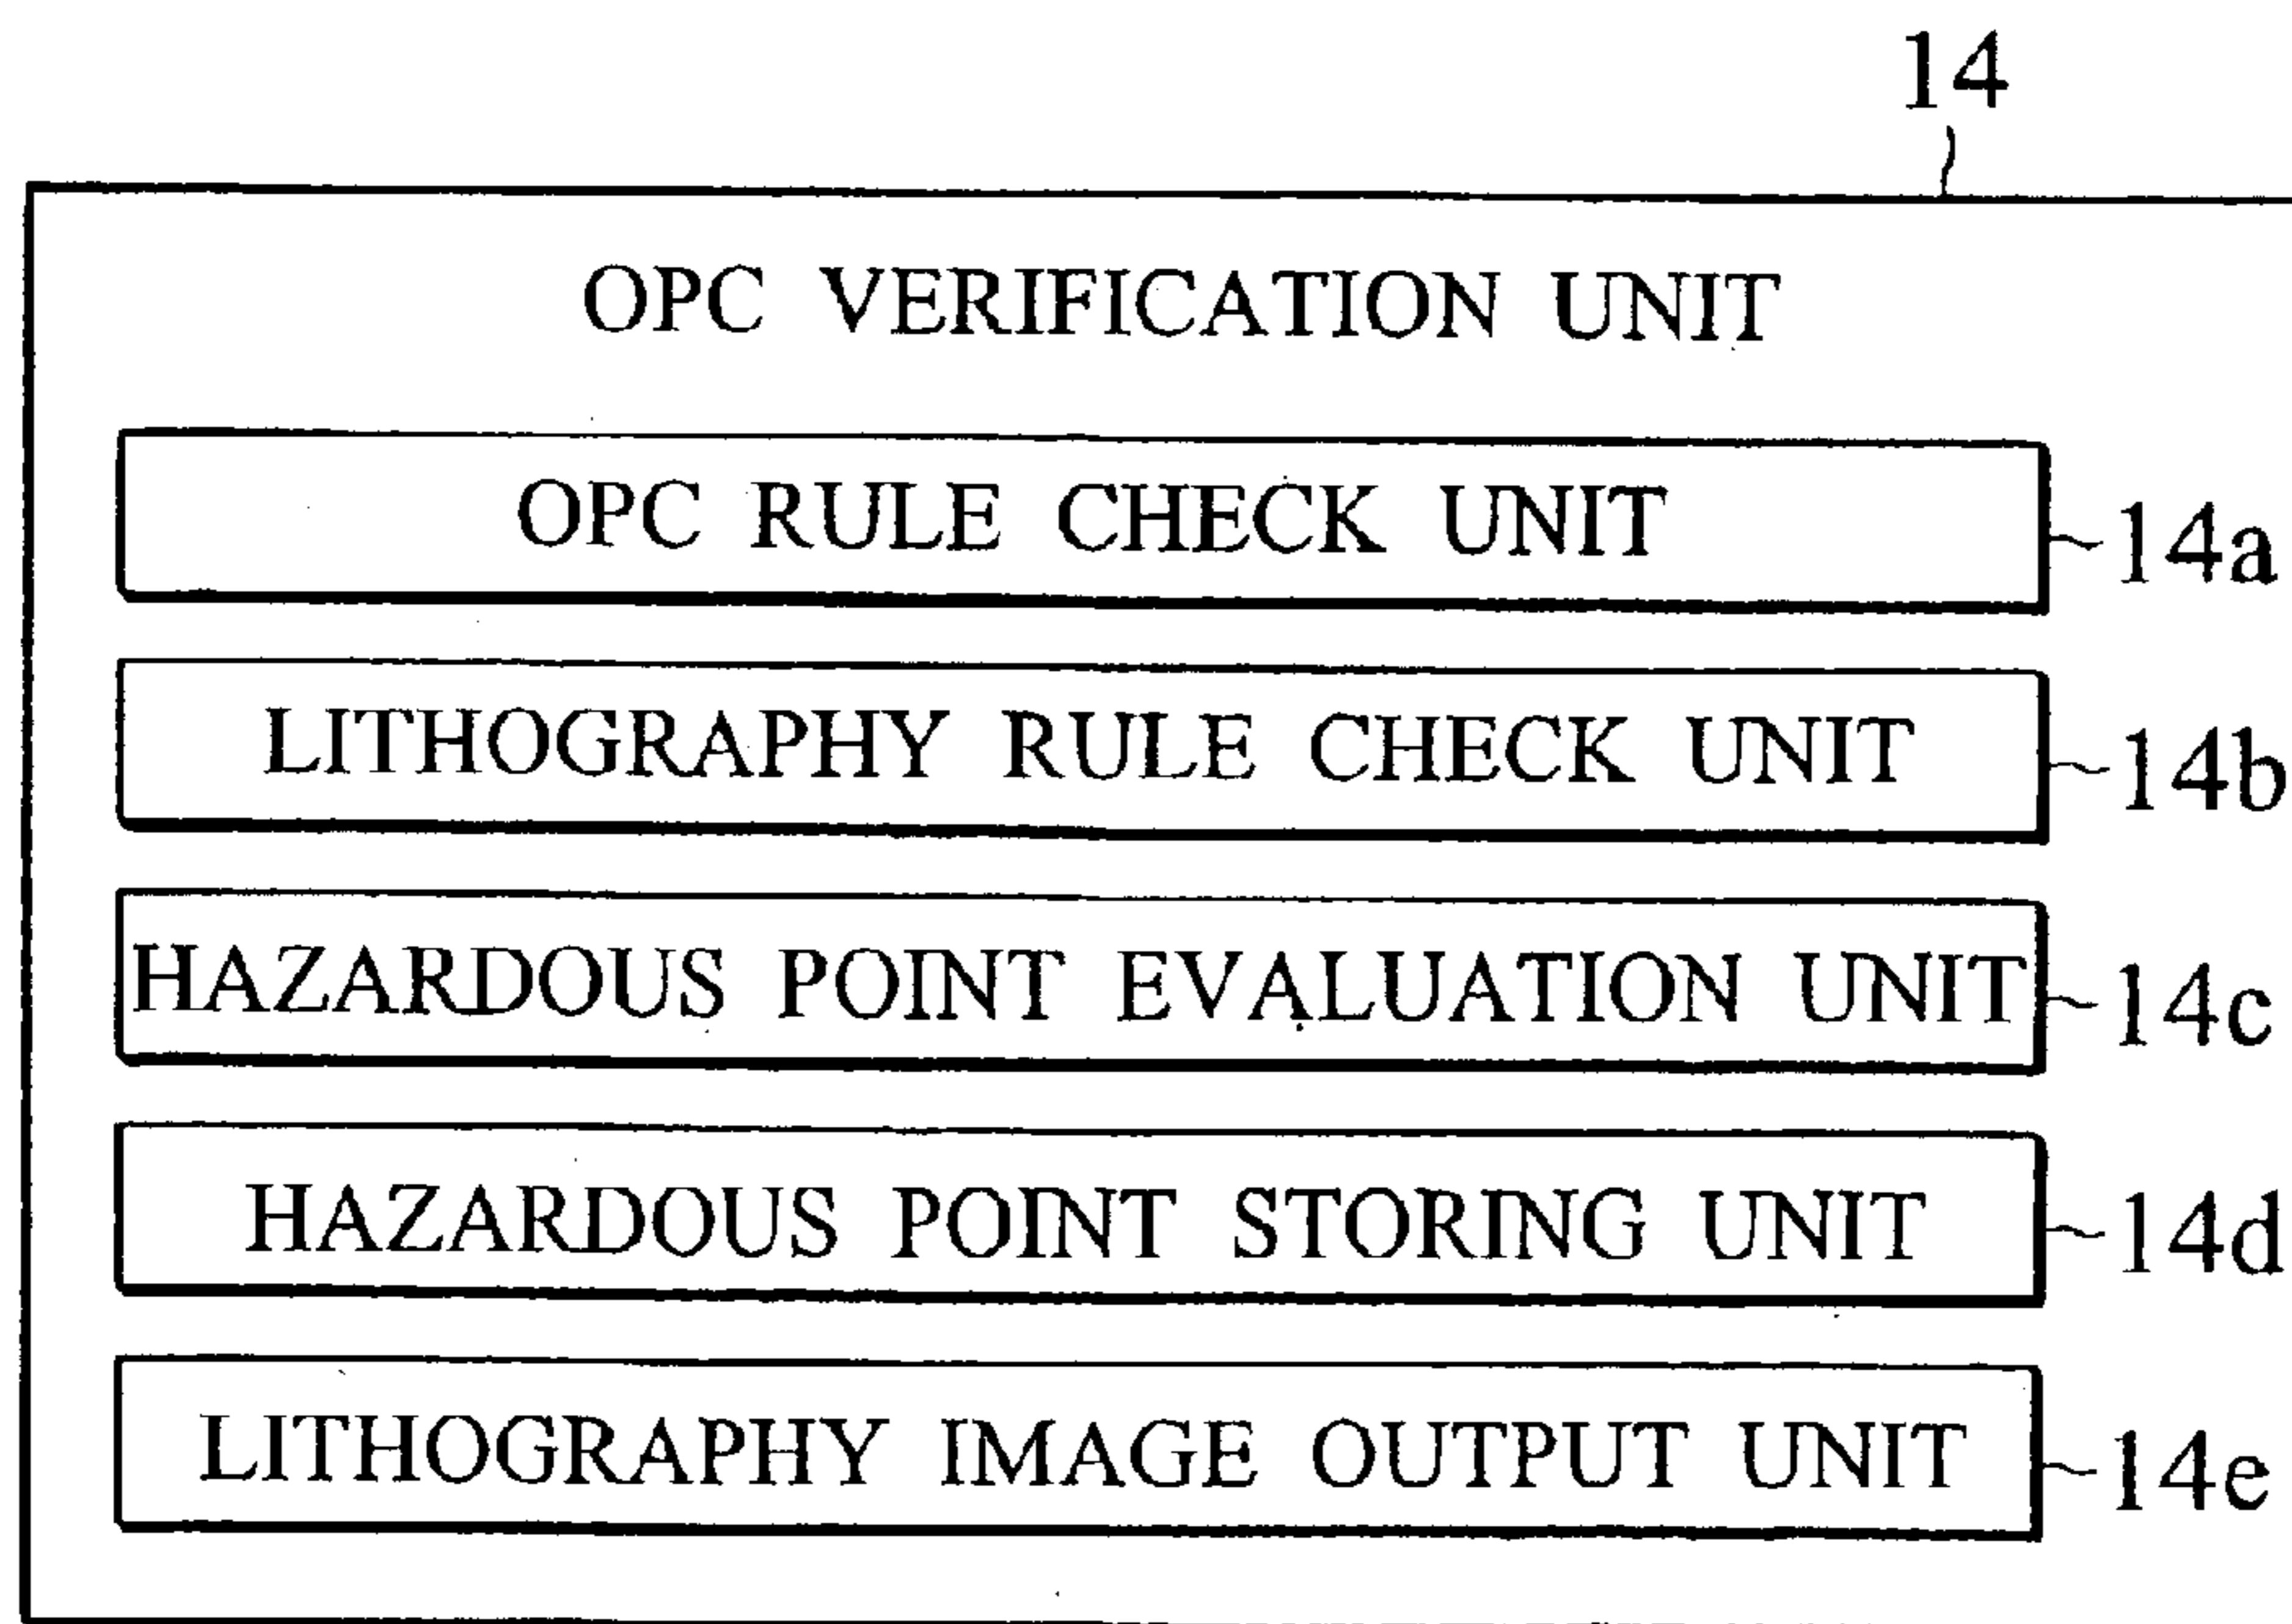 14
OPC VERIFICATION UNIT
OPC RULE CHECK UNIT 14a
LITHOGRAPHY RULE CHECK UNIT 14b
HAZARDOUS POINT EVALUATION UNIT 14c
HAZARDOUS POINT STORING UNIT 14d
LITHOGRAPHY IMAGE OUTPUT UNIT 14e